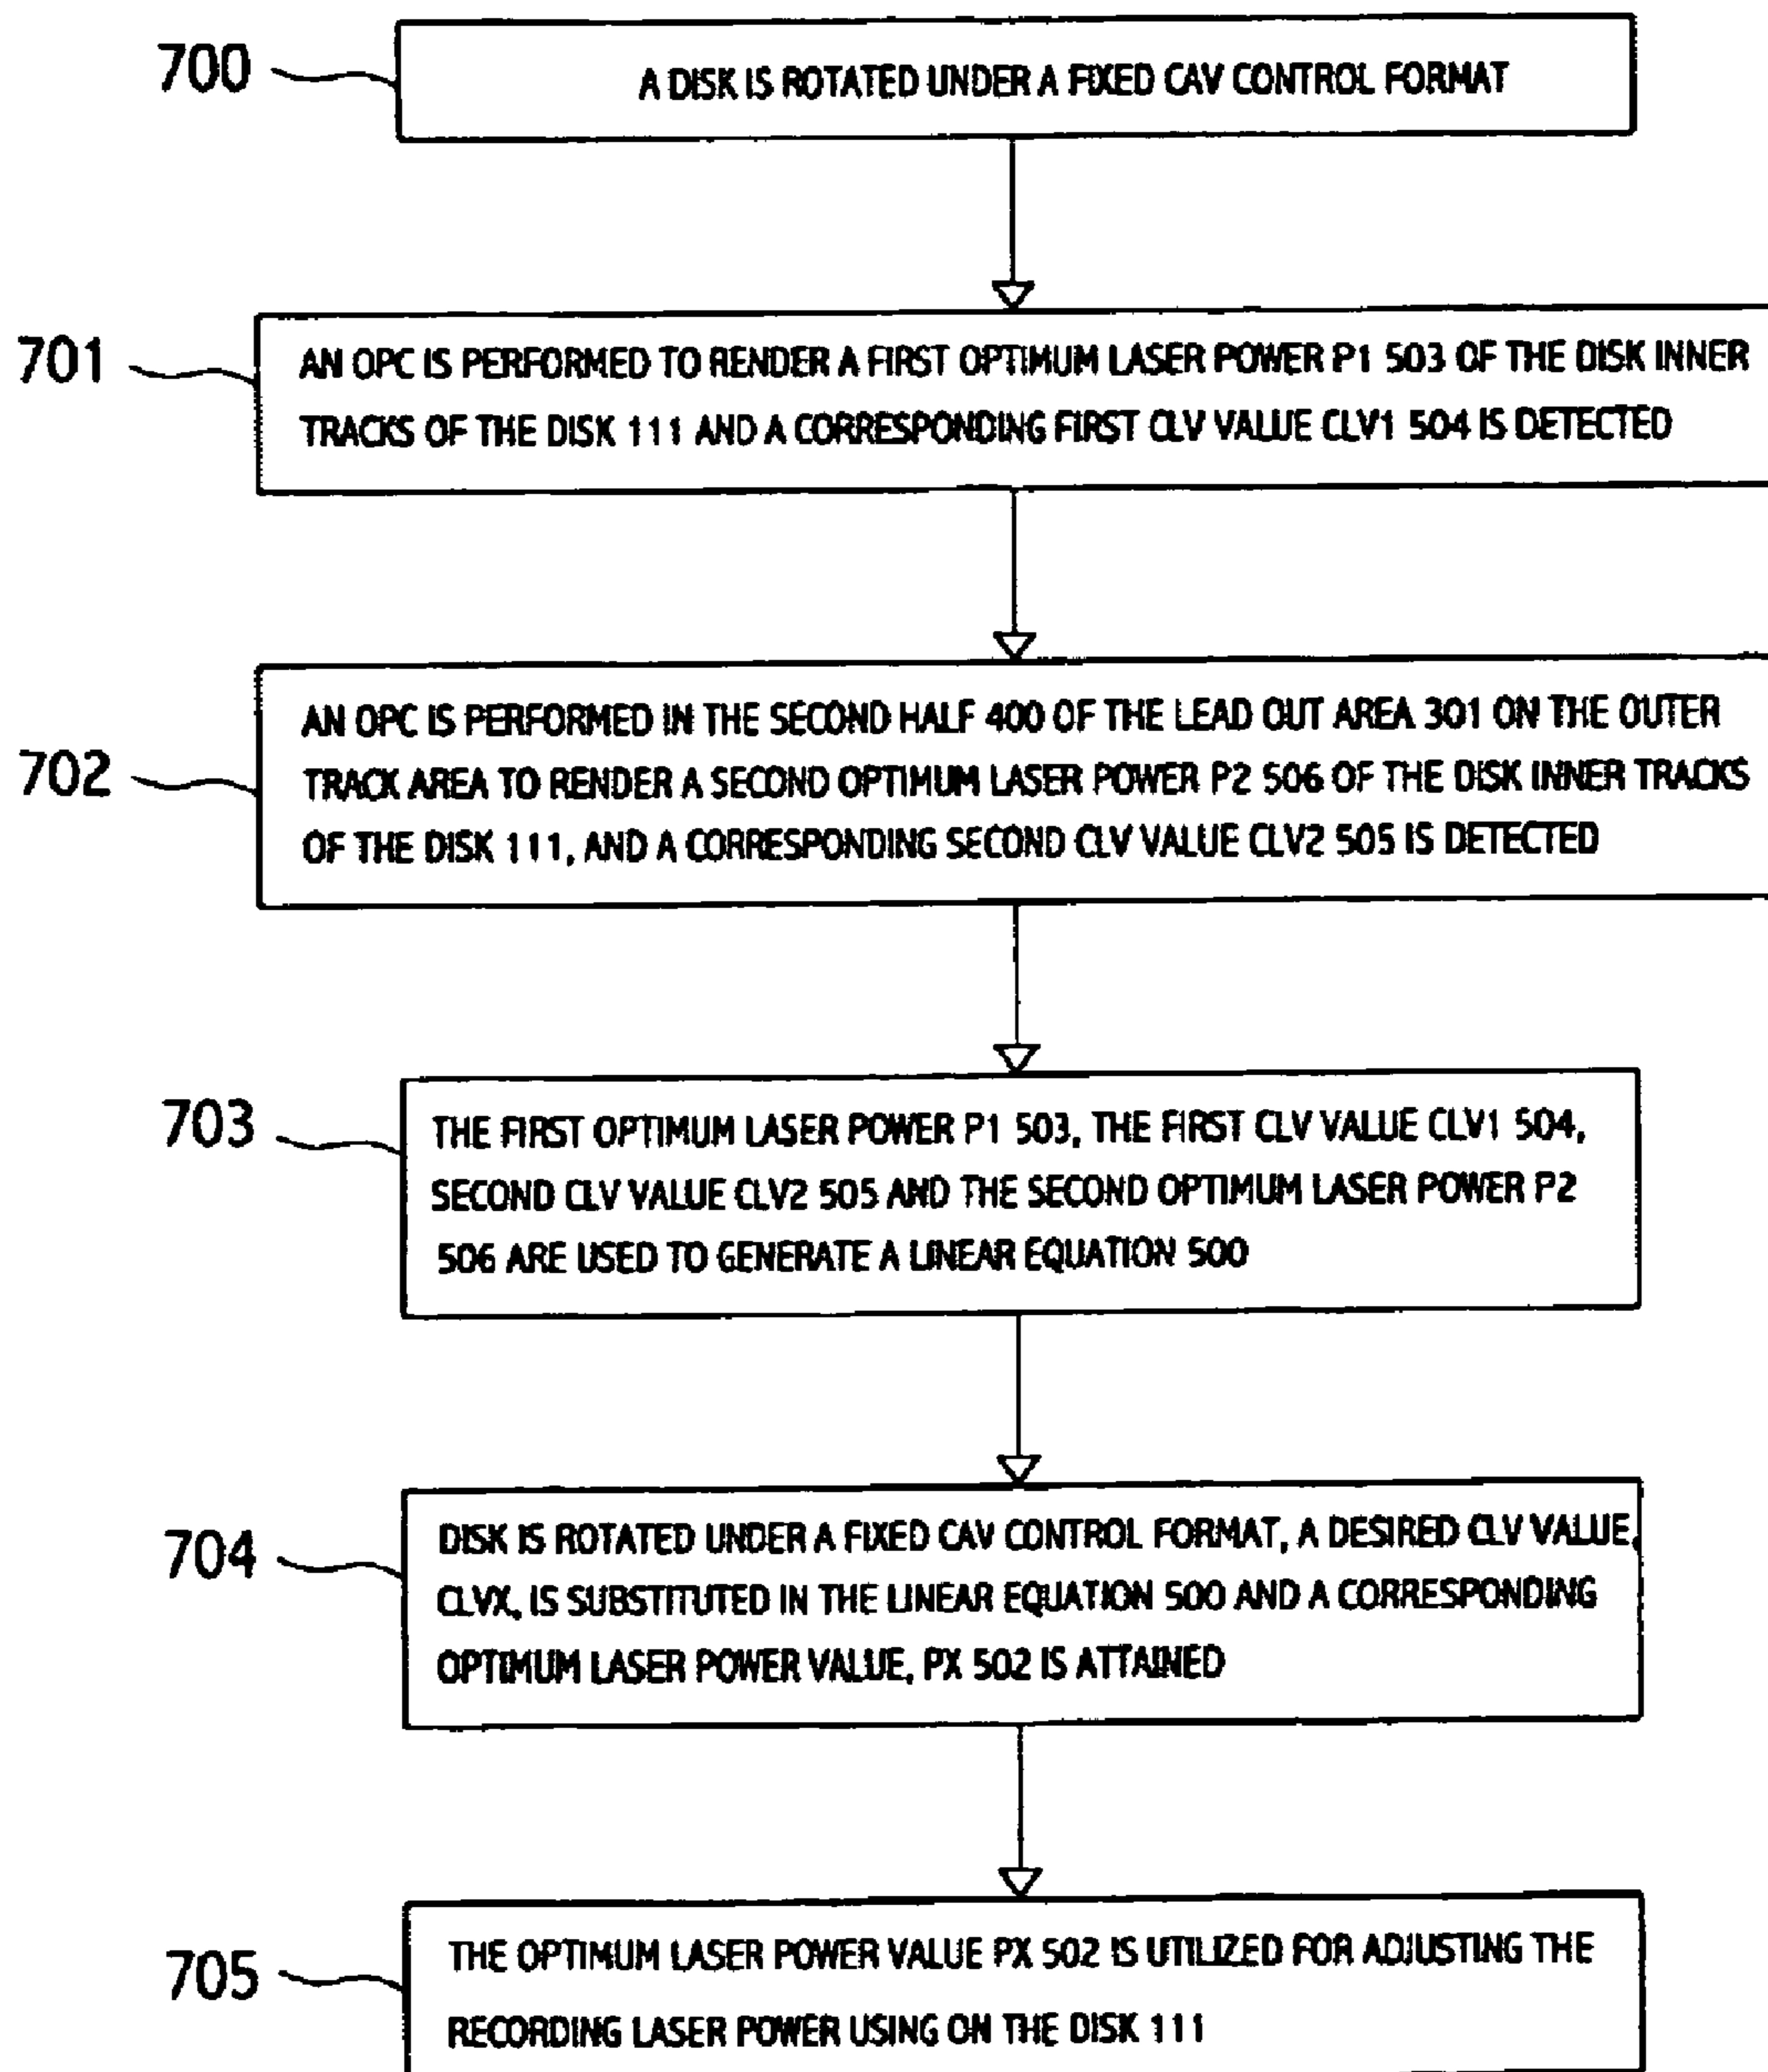 700
A DISK IS ROTATED UNDER A FIXED CAV CONTROL FORMAT
701
AN OPC IS PERFORMED TO RENDER A FIRST OPTIMUM LASER POWER P1 503 OF THE DISK INNER
TRACKS OF THE DISK 111 AND A CORRESPONDING FIRST CLV VALUE CLV1 504 IS DETECTED
702
AN OPC IS PERFORMED IN THE SECOND HALF 400 OF THE LEAD OUT AREA 301 ON THE OUTER
TRACK AREA TO RENDER A SECOND OPTIMUM LASER POWER P2 506 OF THE DISK INNER TRACKS
OF THE DISK 111, AND A CORRESPONDING SECOND CLV VALUE CLV2 505 IS DETECTED
703
THE FIRST OPTIMUM LASER POWER P1 503, THE FIRST CLV VALUE CLV1 504,
SECOND CLV VALUE CLV2 505 AND THE SECOND OPTIMUM LASER POWER P2
506 ARE USED TO GENERATE A LINEAR EQUATION 500
704
DISK IS ROTATED UNDER A FIXED CAV CONTROL FORMAT, A DESIRED CLV VALUE,
CLVX, IS SUBSTITUTED IN THE LINEAR EQUATION 500 AND A CORRESPONDING
OPTIMUM LASER POWER VALUE, PX 502 IS ATTAINED
705
THE OPTIMUM LASER POWER VALUE PX 502 IS UTILIZED FOR ADJUSTING THE
RECORDING LASER POWER USING ON THE DISK 111